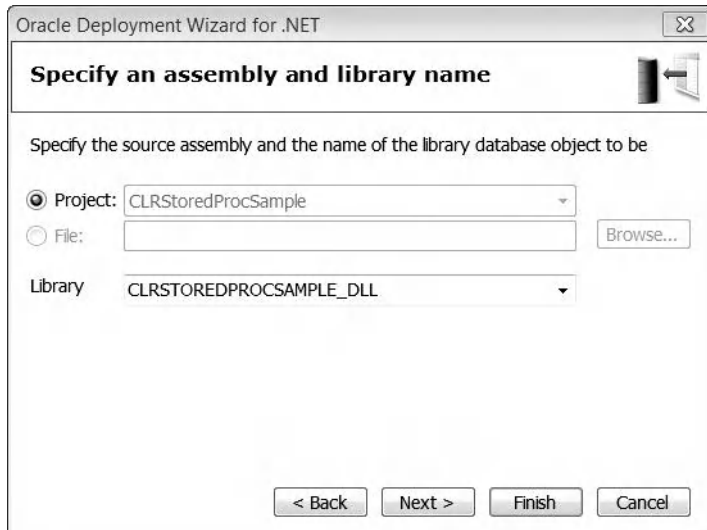 Oracle Deployment Wizard for .NET
Specify an assembly and library name
Specify the source assembly and the name of the library database object to be
Project: CLRStoredProcSample
File: Browse...
Library CLRSTOREDPROCSAMPLE_DLL
< Back Next > Finish Cancel